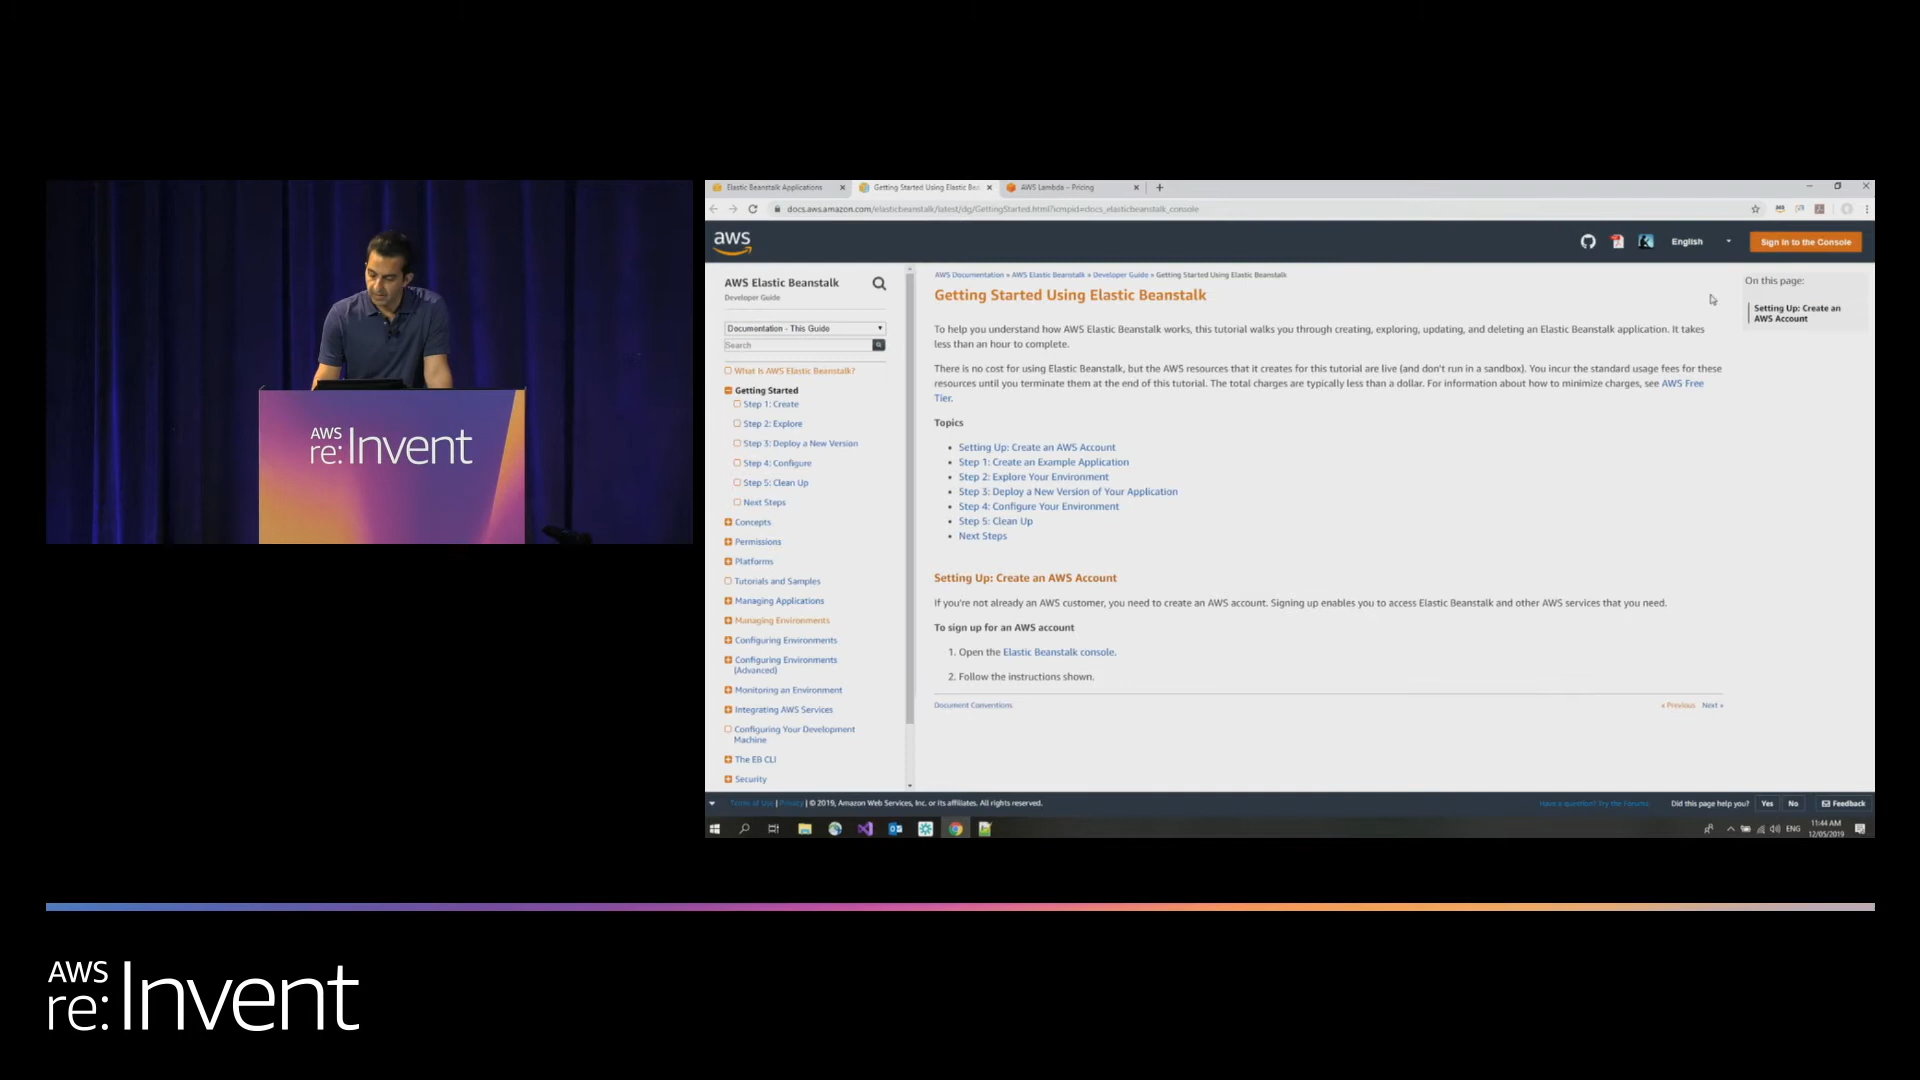 AWS
re:Invent
Elastic Beanstalk Applications
Getting Started Using Elastic Bea
AWS Lambda – Pricing
docs.aws.amazon.com/elasticbeanstalk/latest/dg/GettingStarted.html?icmpid=docs_elasticbeanstalk_console
aws
English
Sign In to the Console
AWS Elastic Beanstalk
Developer Guide
Documentation - This Guide
Search
What Is AWS Elastic Beanstalk?
Getting Started
Step 1: Create
Step 2: Explore
Step 3: Deploy a New Version
Step 4: Configure
Step 5: Clean Up
Next Steps
Concepts
Permissions
Platforms
Tutorials and Samples
Managing Applications
Managing Environments
Configuring Environments
Configuring Environments
(Advanced)
Monitoring an Environment
Integrating AWS Services
Configuring Your Development
Machine
The EB CLI
Security
AWS Documentation » AWS Elastic Beanstalk » Developer Guide » Getting Started Using Elastic Beanstalk
Getting Started Using Elastic Beanstalk
To help you understand how AWS Elastic Beanstalk works, this tutorial walks you through creating, exploring, updating, and deleting an Elastic Beanstalk application. It takes
less than an hour to complete.
There is no cost for using Elastic Beanstalk, but the AWS resources that it creates for this tutorial are live (and don't run in a sandbox). You incur the standard usage fees for these
resources until you terminate them at the end of this tutorial. The total charges are typically less than a dollar. For information about how to minimize charges, see AWS Free
Tier.
Topics
Setting Up: Create an AWS Account
Step 1: Create an Example Application
Step 2: Explore Your Environment
Step 3: Deploy a New Version of Your Application
Step 4: Configure Your Environment
Step 5: Clean Up
Next Steps
Setting Up: Create an AWS Account
If you're not already an AWS customer, you need to create an AWS account. Signing up enables you to access Elastic Beanstalk and other AWS services that you need.
To sign up for an AWS account
1. Open the Elastic Beanstalk console.
2. Follow the instructions shown.
Document Conventions
« Previous Next »
On this page:
Setting Up: Create an
AWS Account
Terms of Use | Privacy | © 2019, Amazon Web Services, Inc. or its affiliates. All rights reserved.
Have a question? Try the Forums
Did this page help you?
Yes
No
Feedback
ENG
11:44 AM
12/05/2019
AWS
re:Invent